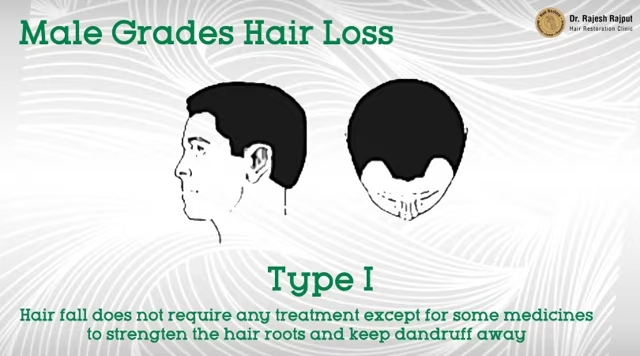 Male Grades Hair Loss
Dr. Rajesh Rajput
Hair Restoration Clinic
Type I
Hair fall does not require any treatment except for some medicines
to strengten the hair roots and keep dandruff away